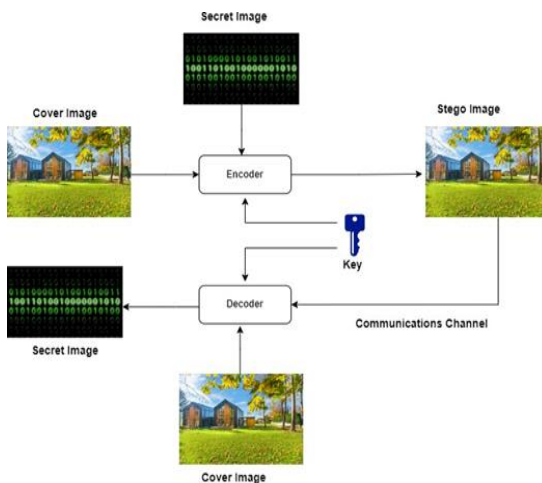 Secret Image
Cover Image
Stego Image
Encoder
Key
Decoder
Communications Channel
Secret Image
Cover Image